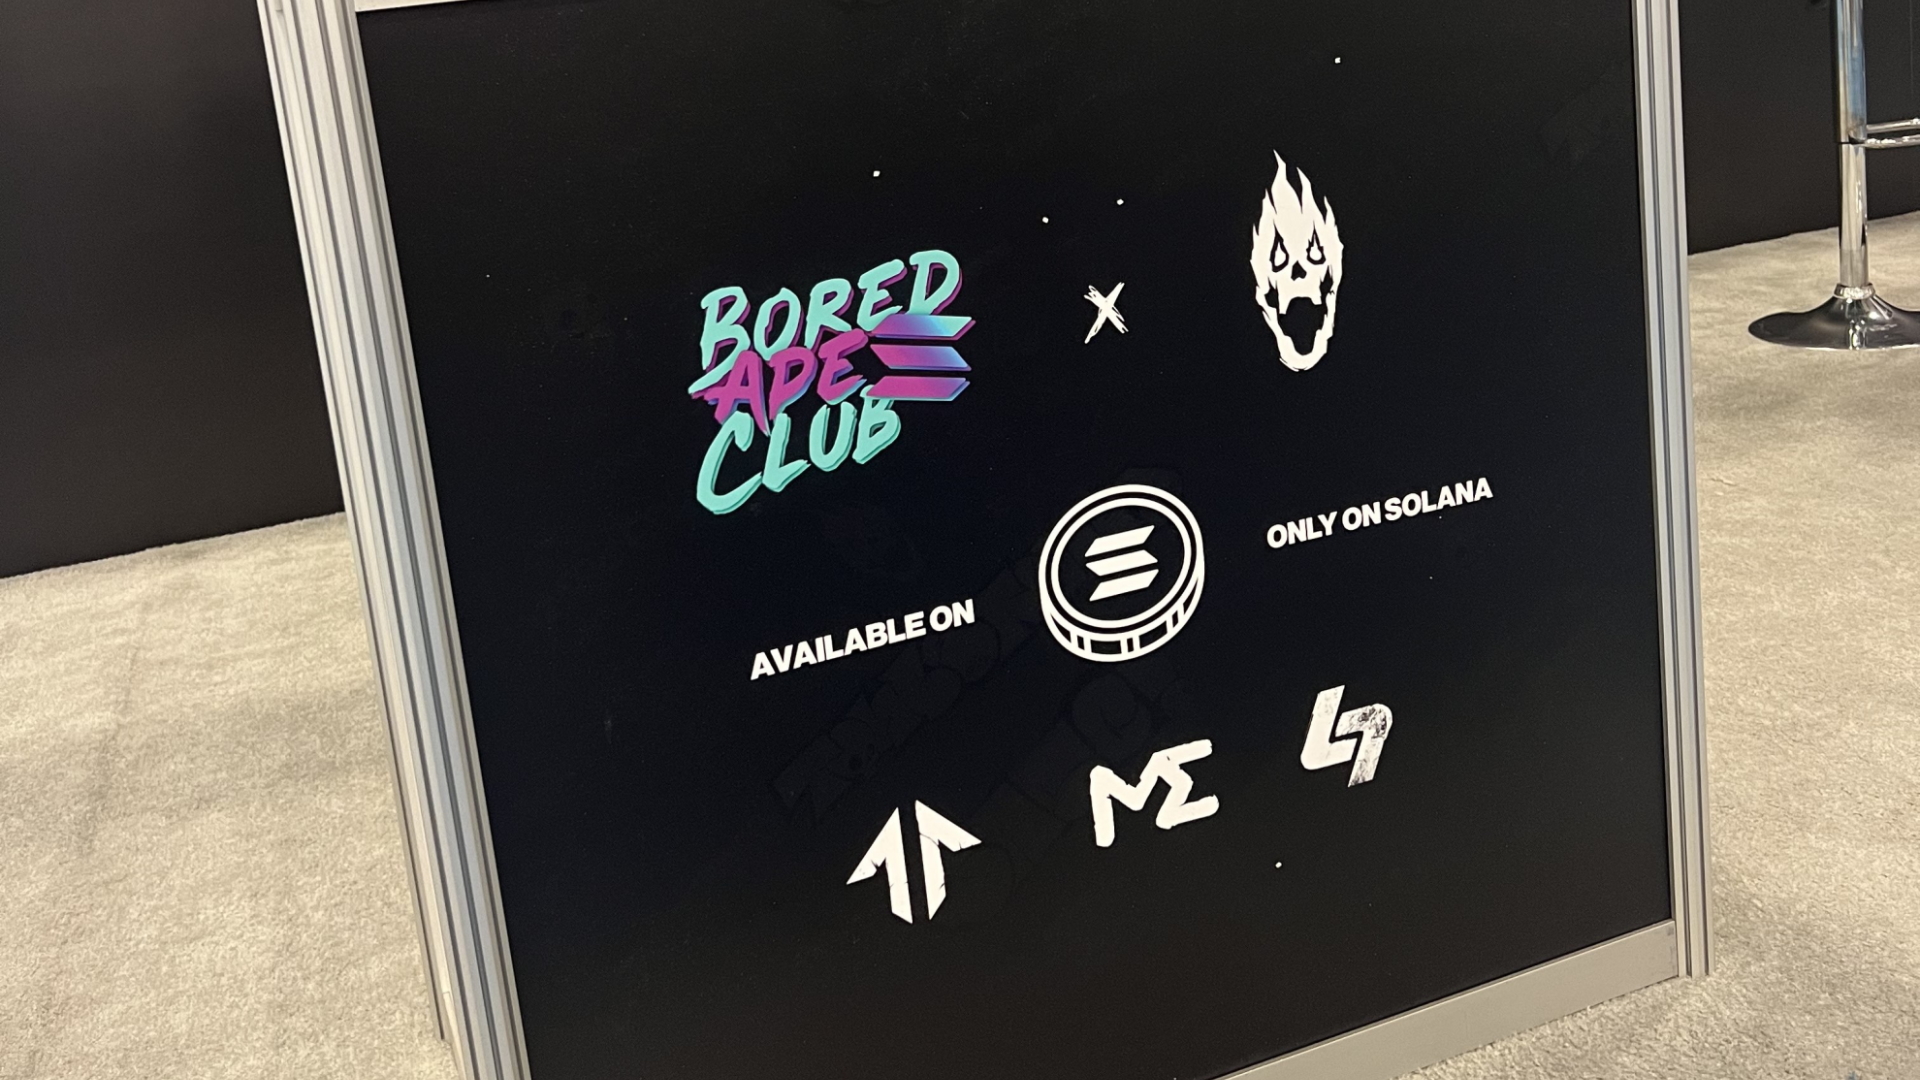 BORED
APE
CLUB
X
ONLY ON SOLANA
AVAILABLE ON
ME